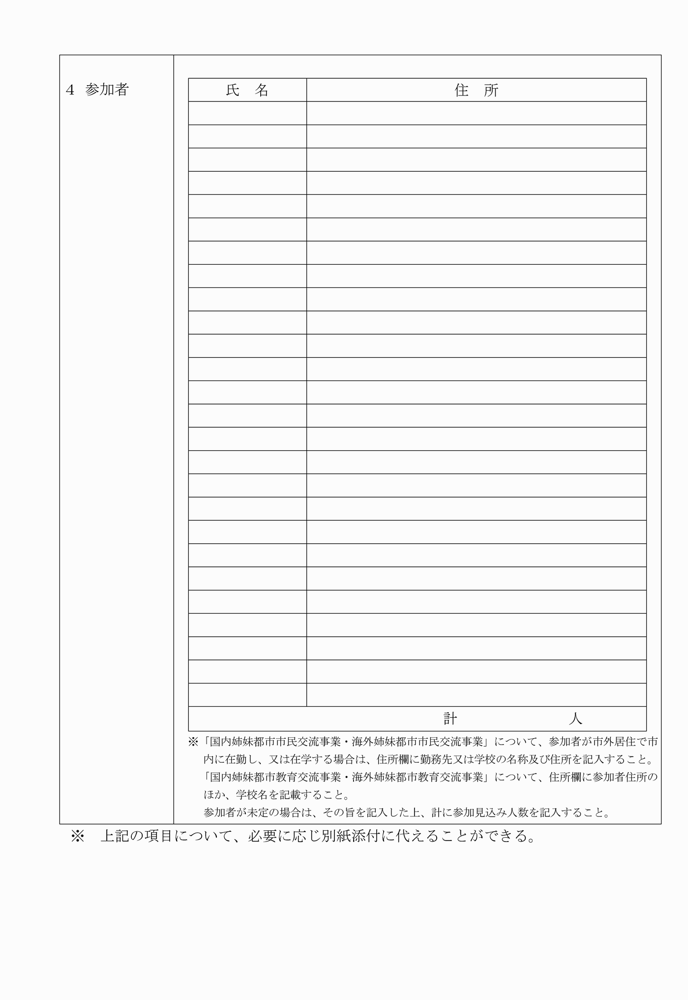 4 参加者
氏 名
住 所
計 人
※「国内姉妹都市市民交流事業・海外姉妹都市市民交流事業」について、参加者が市外居住で市
内に在勤し、又は在学する場合は、住所欄に勤務先又は学校の名称及び住所を記入すること。
「国内姉妹都市教育交流事業・海外姉妹都市教育交流事業」について、住所欄に参加者住所の
ほか、学校名を記載すること。
参加者が未定の場合は、その旨を記入した上、計に参加見込み人数を記入すること。
※ 上記の項目について、必要に応じ別紙添付に代えることができる。